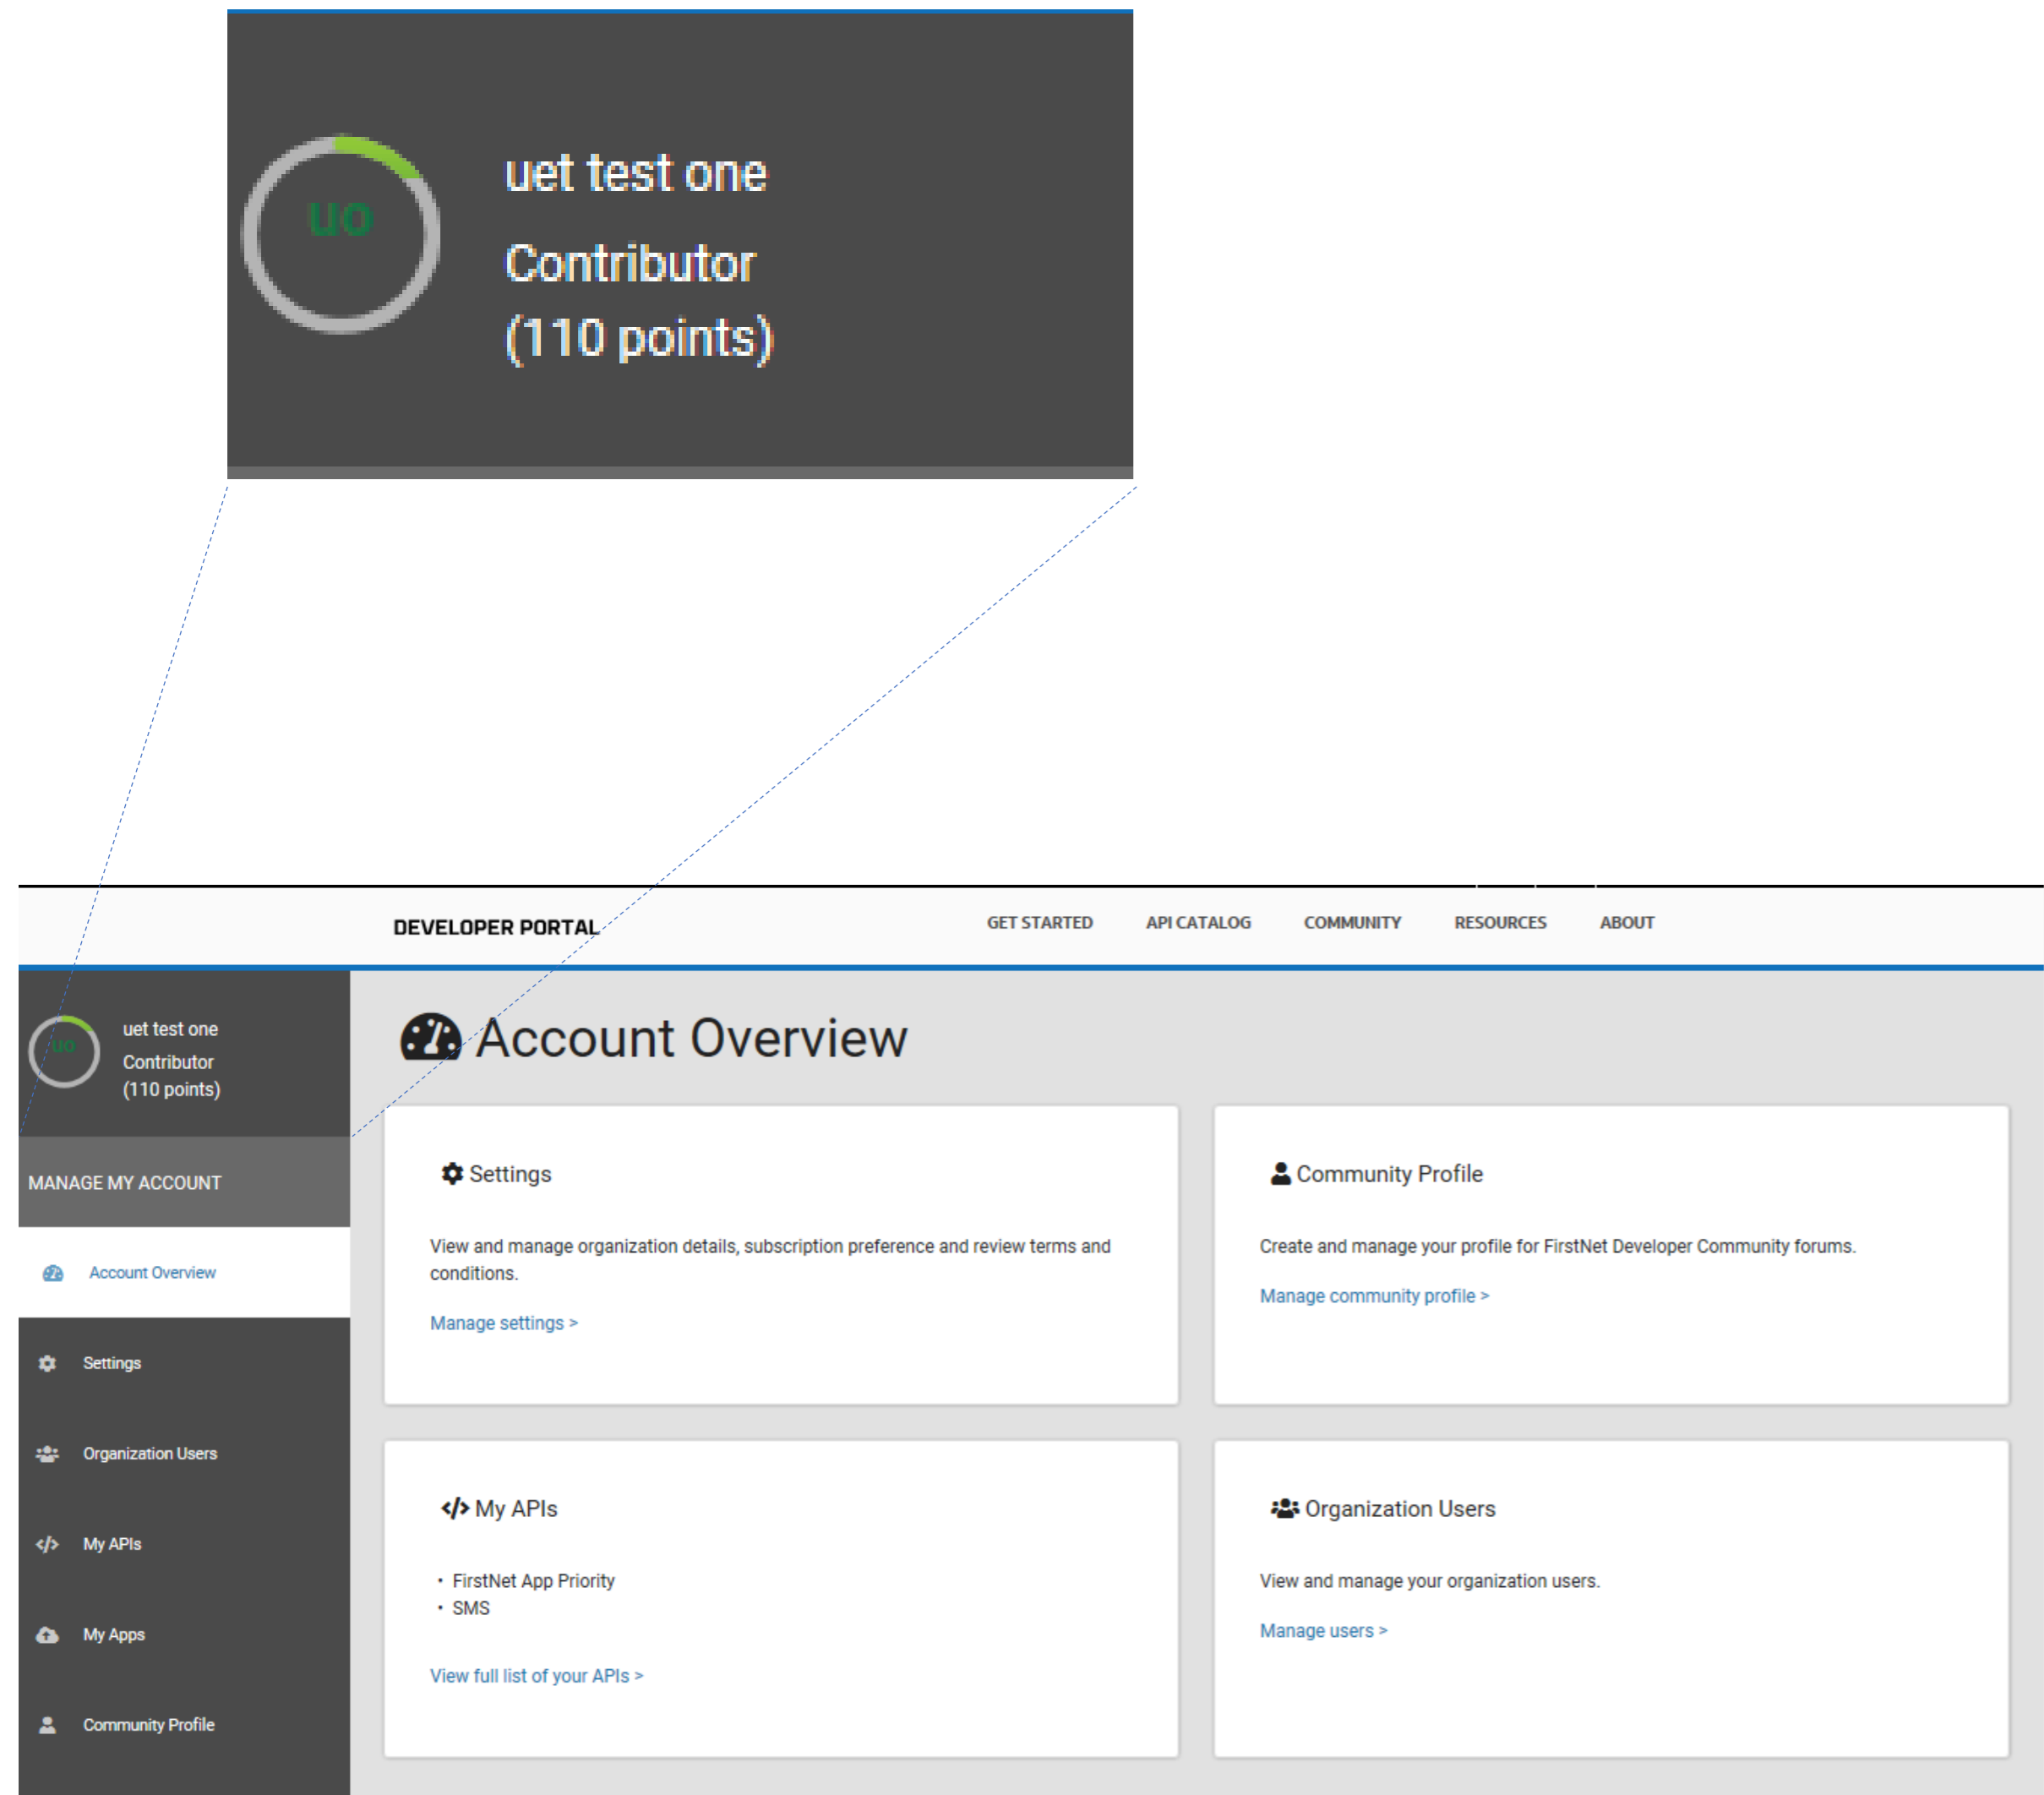 uo
uet test one
Contributor
(110 points)
DEVELOPER PORTAL
GET STARTED API CATALOG COMMUNITY RESOURCES ABOUT
uo
uet test one
Contributor
(110 points)
MANAGE MY ACCOUNT
Account Overview
Settings
Organization Users
My APIs
My Apps
Community Profile
Account Overview
Settings
View and manage organization details, subscription preference and review terms and
conditions.
Manage settings >
Community Profile
Create and manage your profile for FirstNet Developer Community forums.
Manage community profile >
</> My APIs
• FirstNet App Priority
• SMS
View full list of your APIs >
Organization Users
View and manage your organization users.
Manage users >